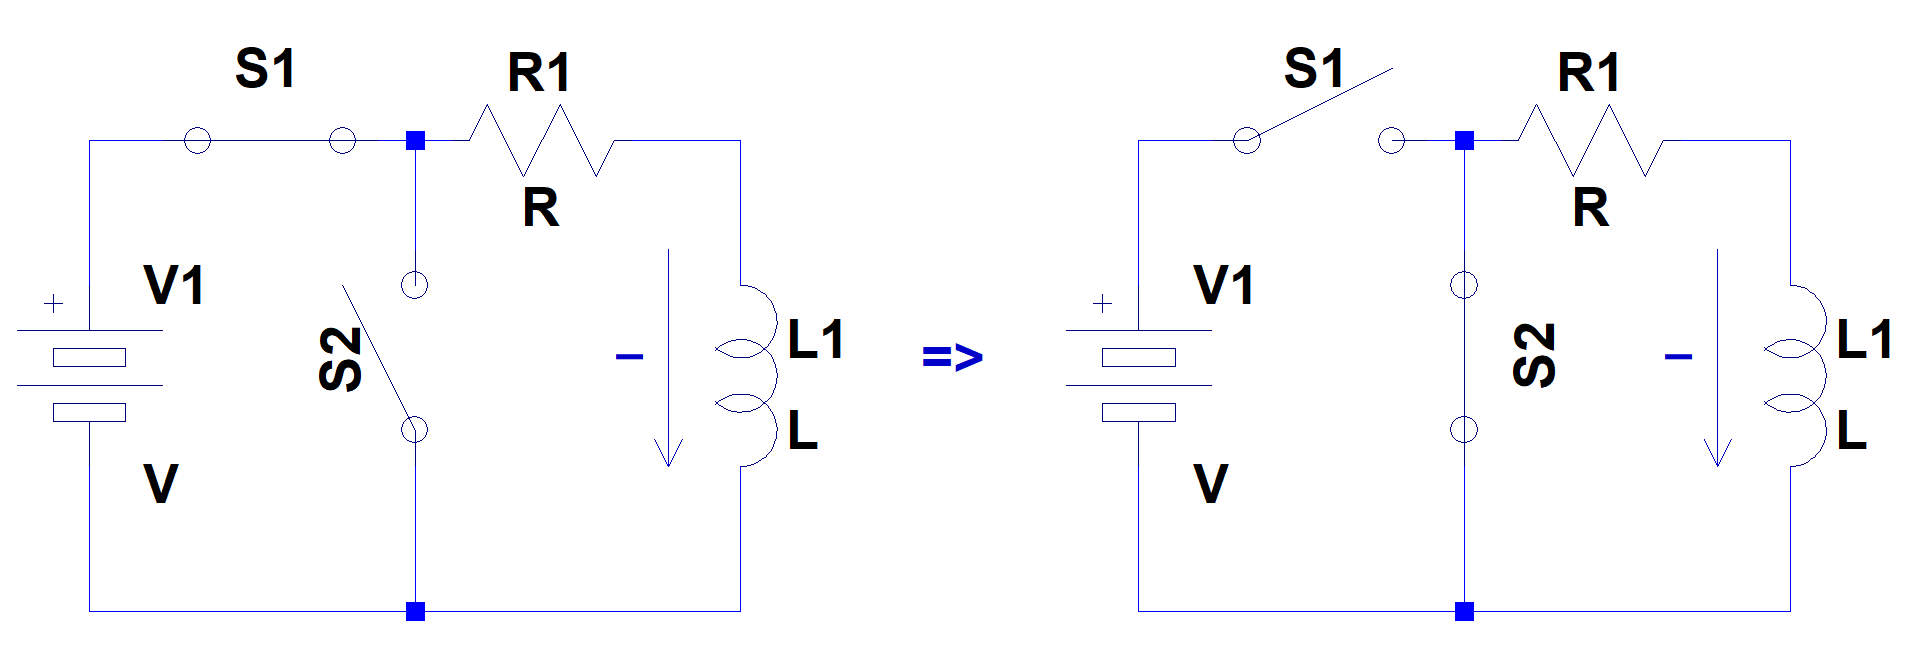 S1
R1
R
V1
+
V
S2
–
L1
L
=>
S1
R1
R
V1
+
V
S2
–
L1
L